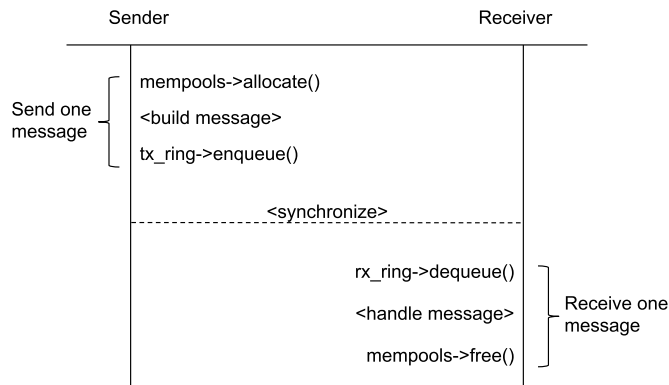 Sender
Receiver
mempools->allocate()
Send one
message
<build message>
tx_ring->enqueue()
<synchronize>
rx_ring->dequeue()
<handle message>
Receive one
message
mempools->free()